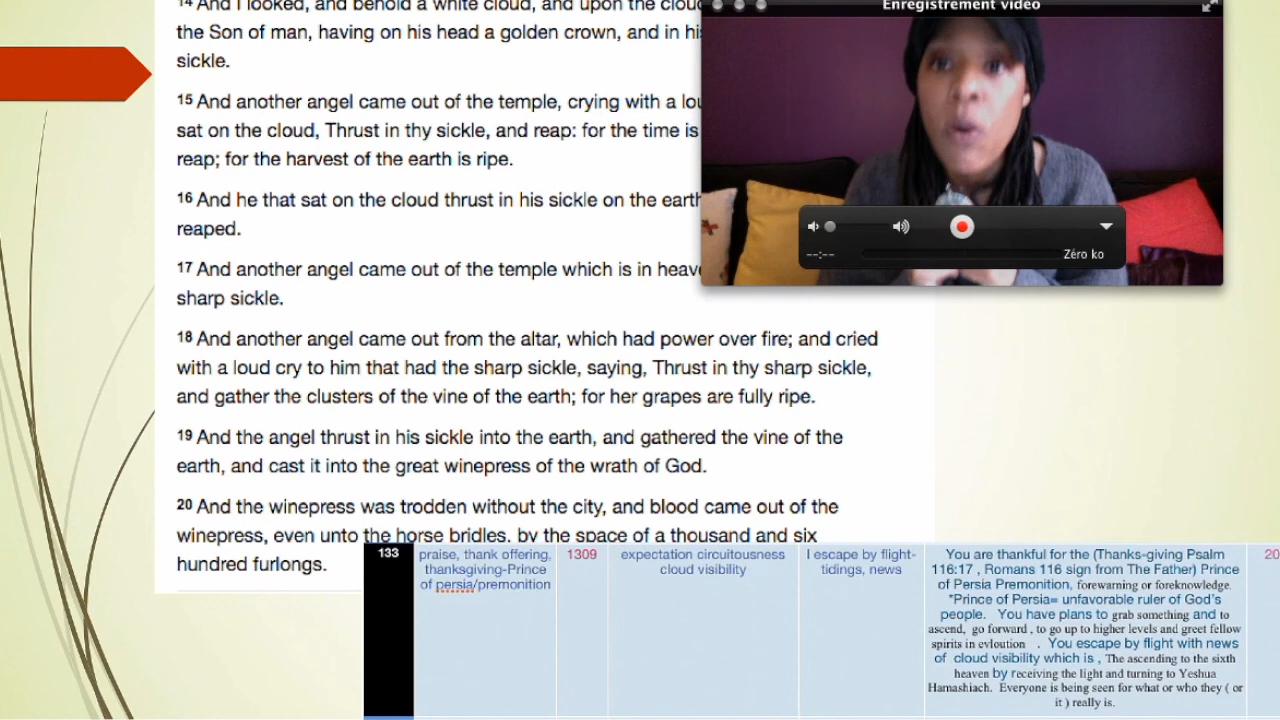 14 And I looked, and behold a white cloud, and upon the cloud
the Son of man, having on his head a golden crown, and in his
sickle.
15 And another angel came out of the temple, crying with a lou
sat on the cloud, Thrust in thy sickle, and reap: for the time is
reap; for the harvest of the earth is ripe.
16 And he that sat on the cloud thrust in his sickle on the earth
reaped.
17 And another angel came out of the temple which is in heave
sharp sickle.
18 And another angel came out from the altar, which had power over fire; and cried
with a loud cry to him that had the sharp sickle, saying, Thrust in thy sharp sickle,
and gather the clusters of the vine of the earth; for her grapes are fully ripe.
19 And the angel thrust in his sickle into the earth, and gathered the vine of the
earth, and cast it into the great winepress of the wrath of God.
20 And the winepress was trodden without the city, and blood came out of the
winepress, even unto the horse bridles, by the space of a thousand and six
hundred furlongs.
Enregistrement vidéo
--:--
Zéro ko
133
praise, thank offering,
thanksgiving-Prince
of persia/premonition
1309
expectation circuitousness
cloud visibility
I escape by flight-
tidings, news
You are thankful for the (Thanks-giving Psalm
116:17 , Romans 116 sign from The Father) Prince
of Persia Premonition, forewarning or foreknowledge.
*Prince of Persia= unfavorable ruler of God's
people. You have plans to grab something and to
ascend, go forward , to go up to higher levels and greet fellow
spirits in evloution . You escape by flight with news
of cloud visibility which is , The ascending to the sixth
heaven by receiving the light and turning to Yeshua
Hamashiach. Everyone is being seen for what or who they ( or
it ) really is.
20